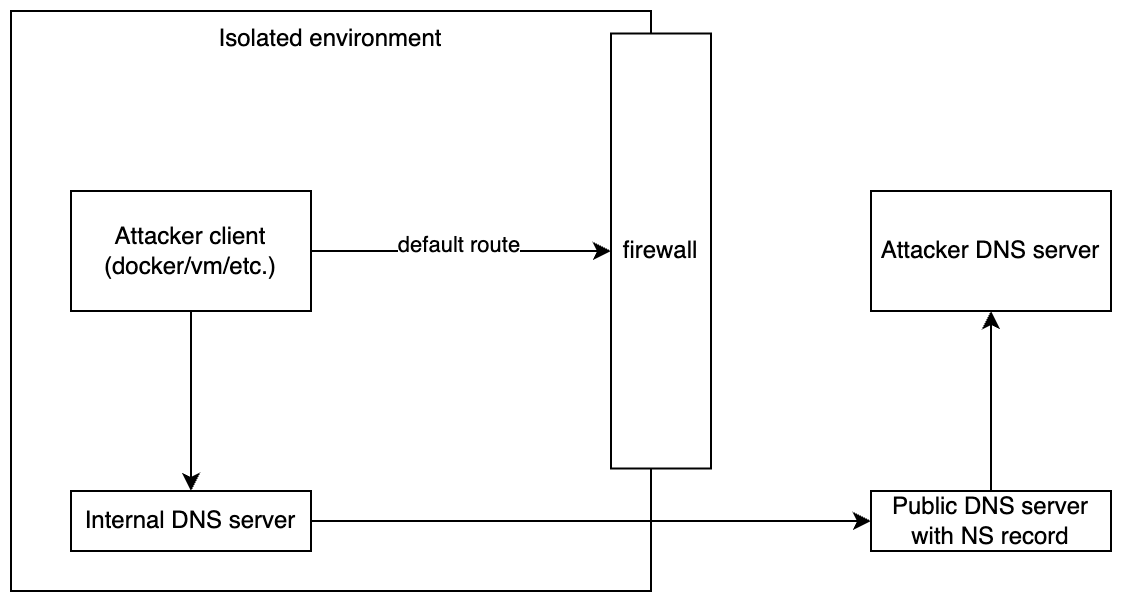 Isolated environment
Attacker client
(docker/vm/etc.)
default route
firewall
Attacker DNS server
Internal DNS server
Public DNS server
with NS record